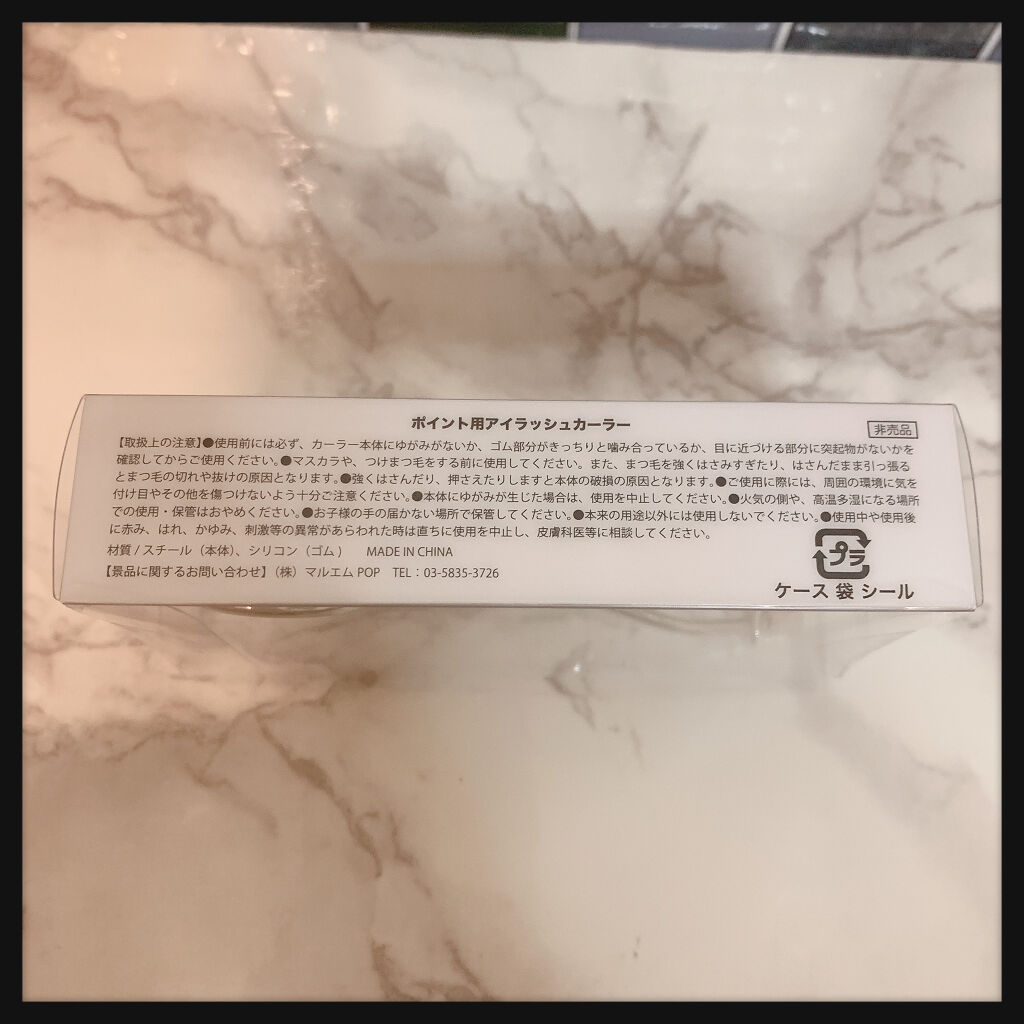 ポイント用アイラッシュカーラー
非売品
【取扱上の注意】●使用前には必ず、カーラー本体にゆがみがないか、ゴム部分がきっちりと噛み合っているか、目に近づける部分に突起物がないかを
確認してからご使用ください。●マスカラや、つけまつ毛をする前に使用してください。また、まつ毛を強くはさみすぎたり、はさんだまま引っ張る
とまつ毛の切れや抜けの原因となります。●強くはさんだり、押さえたりしますと本体の破損の原因となります。●ご使用に際には、周囲の環境に気を
付け目やその他を傷つけないよう十分ご注意ください。●本体にゆがみが生じた場合は、使用を中止してください。●火気の側や、高温多湿になる場所
での使用・保管はおやめください。●お子様の手の届かない場所で保管してください。●本来の用途以外には使用しないでください。●使用中や使用後
に赤み、はれ、かゆみ、刺激等の異常があらわれた時は直ちに使用を中止し、皮膚科医等に相談してください。
材質 / スチール（本体）、シリコン（ゴム） MADE IN CHINA
【景品に関するお問い合わせ】（株）マルエム POP TEL：03-5835-3726
プラ
ケース 袋 シール